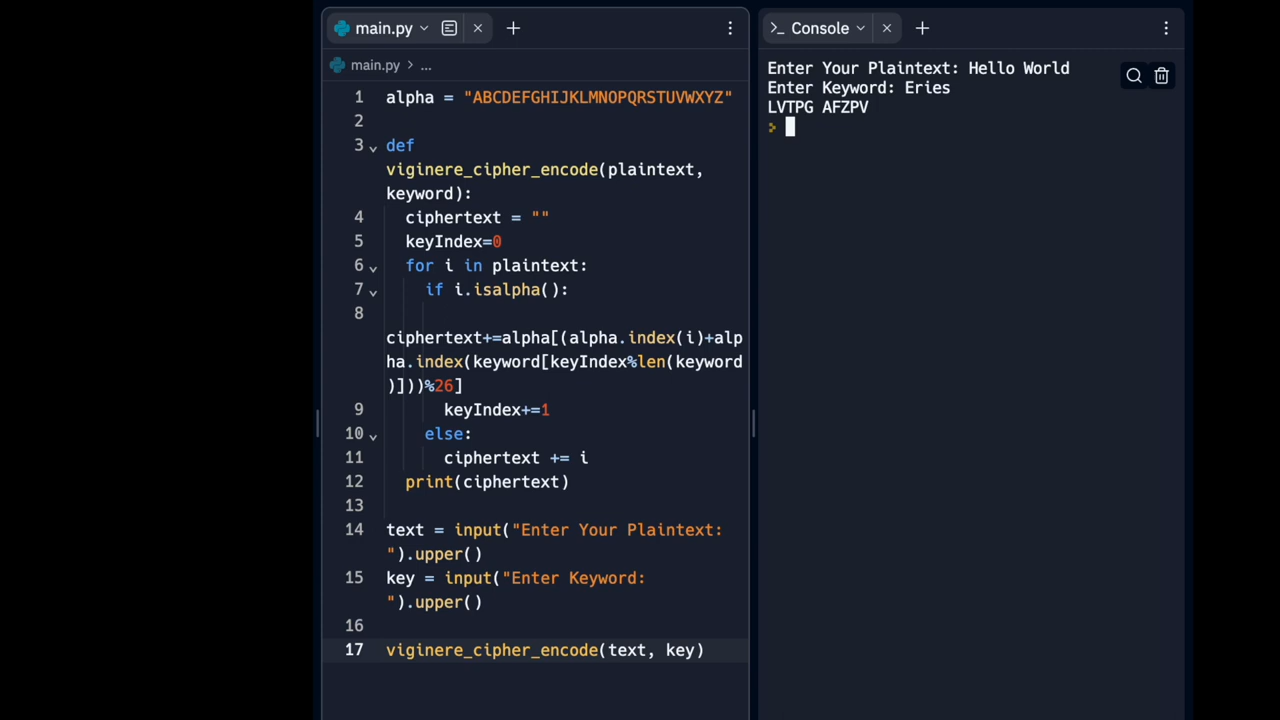 main.py
main.py > ...
1 alpha = "ABCDEFGHIJKLMNOPQRSTUVWXYZ"
2
3 def
viginere_cipher_encode(plaintext,
keyword):
4 ciphertext = ""
5 keyIndex=0
6 for i in plaintext:
7 if i.isalpha():
8
ciphertext+=alpha[(alpha.index(i)+alp
ha.index(keyword[keyIndex%len(keyword
)]))%26]
9 keyIndex+=1
10 else:
11 ciphertext += i
12 print(ciphertext)
13
14 text = input("Enter Your Plaintext:
").upper()
15 key = input("Enter Keyword:
").upper()
16
17 viginere_cipher_encode(text, key)
Console
Enter Your Plaintext: Hello World
Enter Keyword: Eries
LVTPG AFZPV
>